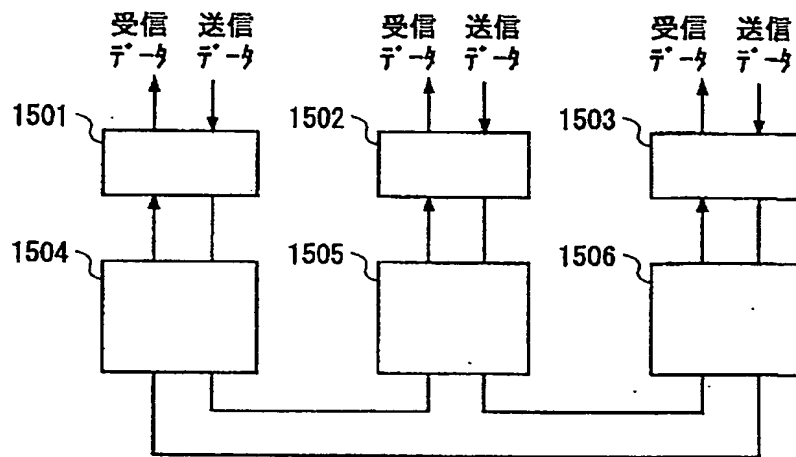 受信 送信 受信 送信 受信 送信
データ データ データ データ データ データ
1501 1502 1503
1504 1505 1506